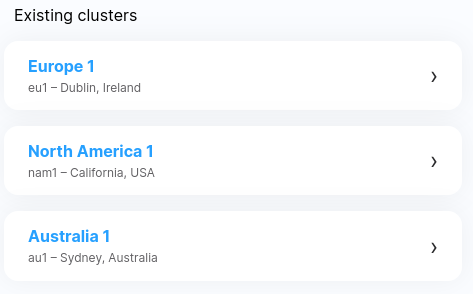 Existing clusters
Europe 1
eu1 – Dublin, Ireland
North America 1
nam1 – California, USA
Australia 1
au1 – Sydney, Australia